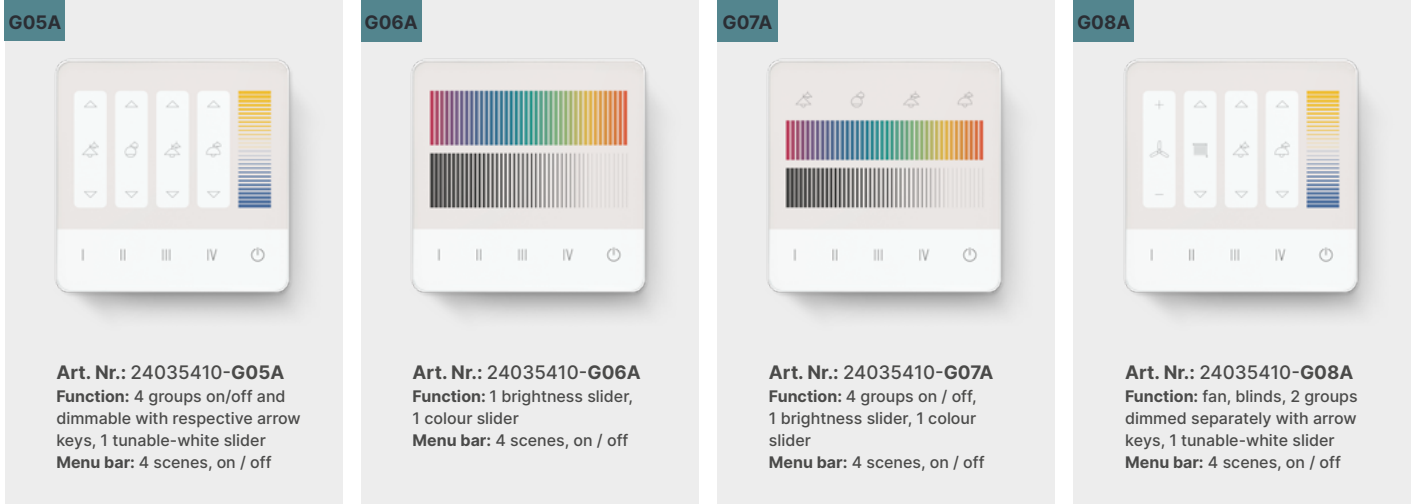 G05A
I II III IV
Art. Nr.: 24035410-G05A
Function: 4 groups on/off and
dimmable with respective arrow
keys, 1 tunable-white slider
Menu bar: 4 scenes, on / off
G06A
I II III IV
Art. Nr.: 24035410-G06A
Function: 1 brightness slider,
1 colour slider
Menu bar: 4 scenes, on / off
G07A
I II III IV
Art. Nr.: 24035410-G07A
Function: 4 groups on / off,
1 brightness slider, 1 colour
slider
Menu bar: 4 scenes, on / off
G08A
+
−
I II III IV
Art. Nr.: 24035410-G08A
Function: fan, blinds, 2 groups
dimmed separately with arrow
keys, 1 tunable-white slider
Menu bar: 4 scenes, on / off